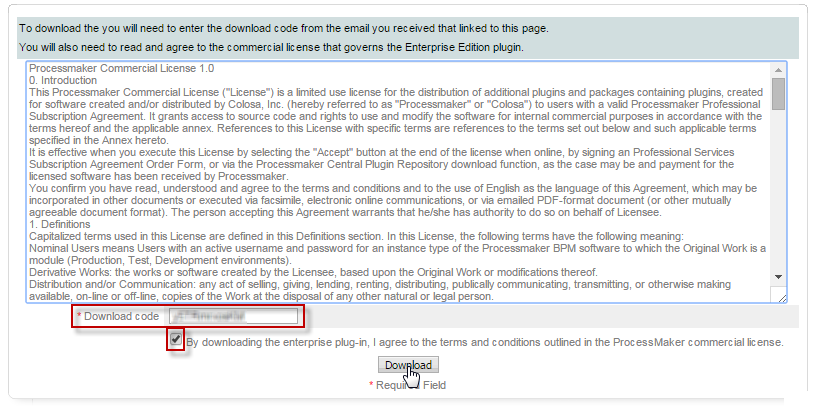 To download the you will need to enter the download code from the email you received that linked to this page.
You will also need to read and agree to the commercial license that governs the Enterprise Edition plugin.
Processmaker Commercial License 1.0
0. Introduction
This Processmaker Commercial License ("License") is a limited use license for the distribution of additional plugins and packages containing plugins, created
for software created and/or distributed by Colosa, Inc. (hereby referred to as "Processmaker" or "Colosa") to users with a valid Processmaker Professional
Subscription Agreement. It grants access to source code and rights to use and modify the software for internal commercial purposes in accordance with the
terms hereof and the applicable annex. References to this License with specific terms are references to the terms set out below and such applicable terms
specified in the Annex hereto.
It is effective when you execute this License by selecting the "Accept" button at the end of the license when online, by signing an Professional Services
Subscription Agreement Order Form, or via the Processmaker Central Plugin Repository download function, as the case may be and payment for the
licensed software has been received by Processmaker.
You confirm you have read, understood and agree to the terms and conditions and to the use of English as the language of this Agreement, which may be
incorporated in other documents or executed via facsimile, electronic online communications, or via emailed PDF-format document (or other mutually
agreeable document format). The person accepting this Agreement warrants that he/she has authority to do so on behalf of Licensee.
1. Definitions
Capitalized terms used in this License are defined in this Definitions section. In this License, the following terms have the following meaning:
Nominal Users means Users with an active username and password for an instance type of the Processmaker BPM software to which the Original Work is a
module (Production, Test, Development environments).
Derivative Works: the works or software created by the Licensee, based upon the Original Work or modifications thereof.
Distribution and/or Communication: any act of selling, giving, lending, renting, distributing, publically communicating, transmitting, or otherwise making
available, on-line or off-line, copies of the Work at the disposal of any other natural or legal person.
* Download code
By downloading the enterprise plug-in, I agree to the terms and conditions outlined in the ProcessMaker commercial license.
Download
* Required Field